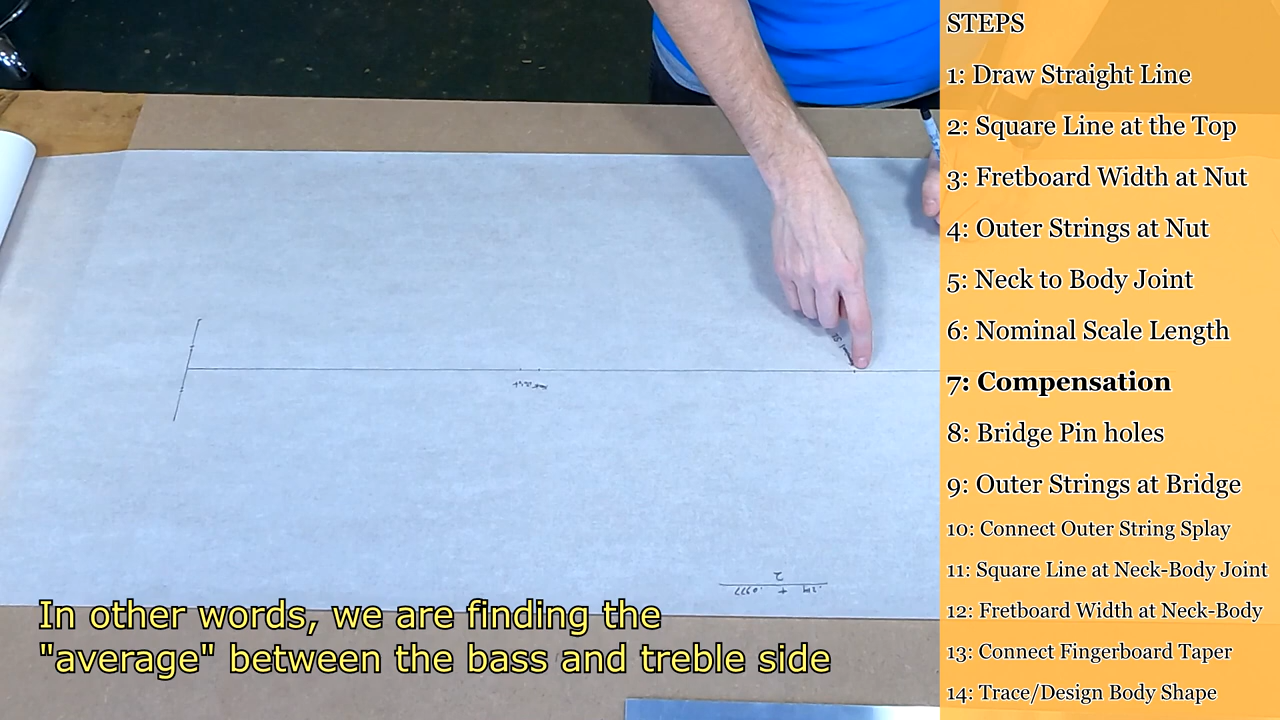 STEPS
1: Draw Straight Line
2: Square Line at the Top
3: Fretboard Width at Nut
4: Outer Strings at Nut
5: Neck to Body Joint
6: Nominal Scale Length
7: Compensation
8: Bridge Pin holes
9: Outer Strings at Bridge
10: Connect Outer String Splay
11: Square Line at Neck-Body Joint
12: Fretboard Width at Neck-Body
13: Connect Fingerboard Taper
14: Trace/Design Body Shape
2
In other words, we are finding the
"average" between the bass and treble side